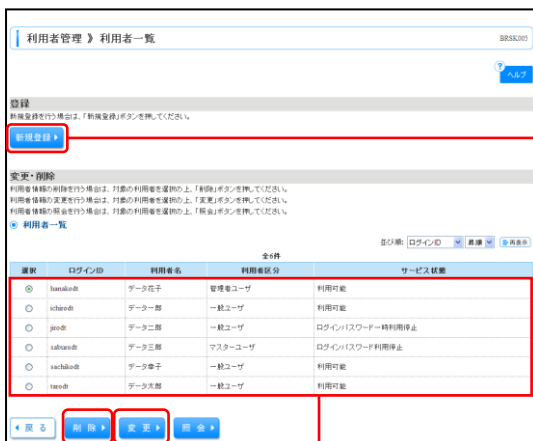 利用者管理 》利用者一覧 BRSK005
? ヘルプ
登録
新規登録を行う場合は、「新規登録」ボタンを押してください。
新規登録
変更・削除
利用者情報の削除を行う場合は、対象の利用者を選択の上、「削除」ボタンを押してください。
利用者情報の変更を行う場合は、対象の利用者を選択の上、「変更」ボタンを押してください。
利用者情報の照会を行う場合は、対象の利用者を選択の上、「照会」ボタンを押してください。
利用者一覧
並び順: ログインID 昇順 再表示
全6件
選択 ログインID 利用者名 利用者区分 サービス状態
hanakodt データ花子 管理者ユーザ 利用可能
ichirodt データ一郎 一般ユーザ 利用可能
jirodt データ二郎 一般ユーザ ログインパスワード一時利用停止
saburodt データ三郎 マスターユーザ ログインパスワード利用停止
sachikodt データ幸子 一般ユーザ 利用可能
tarodt データ太郎 一般ユーザ 利用可能
戻る 削除 変更 照会